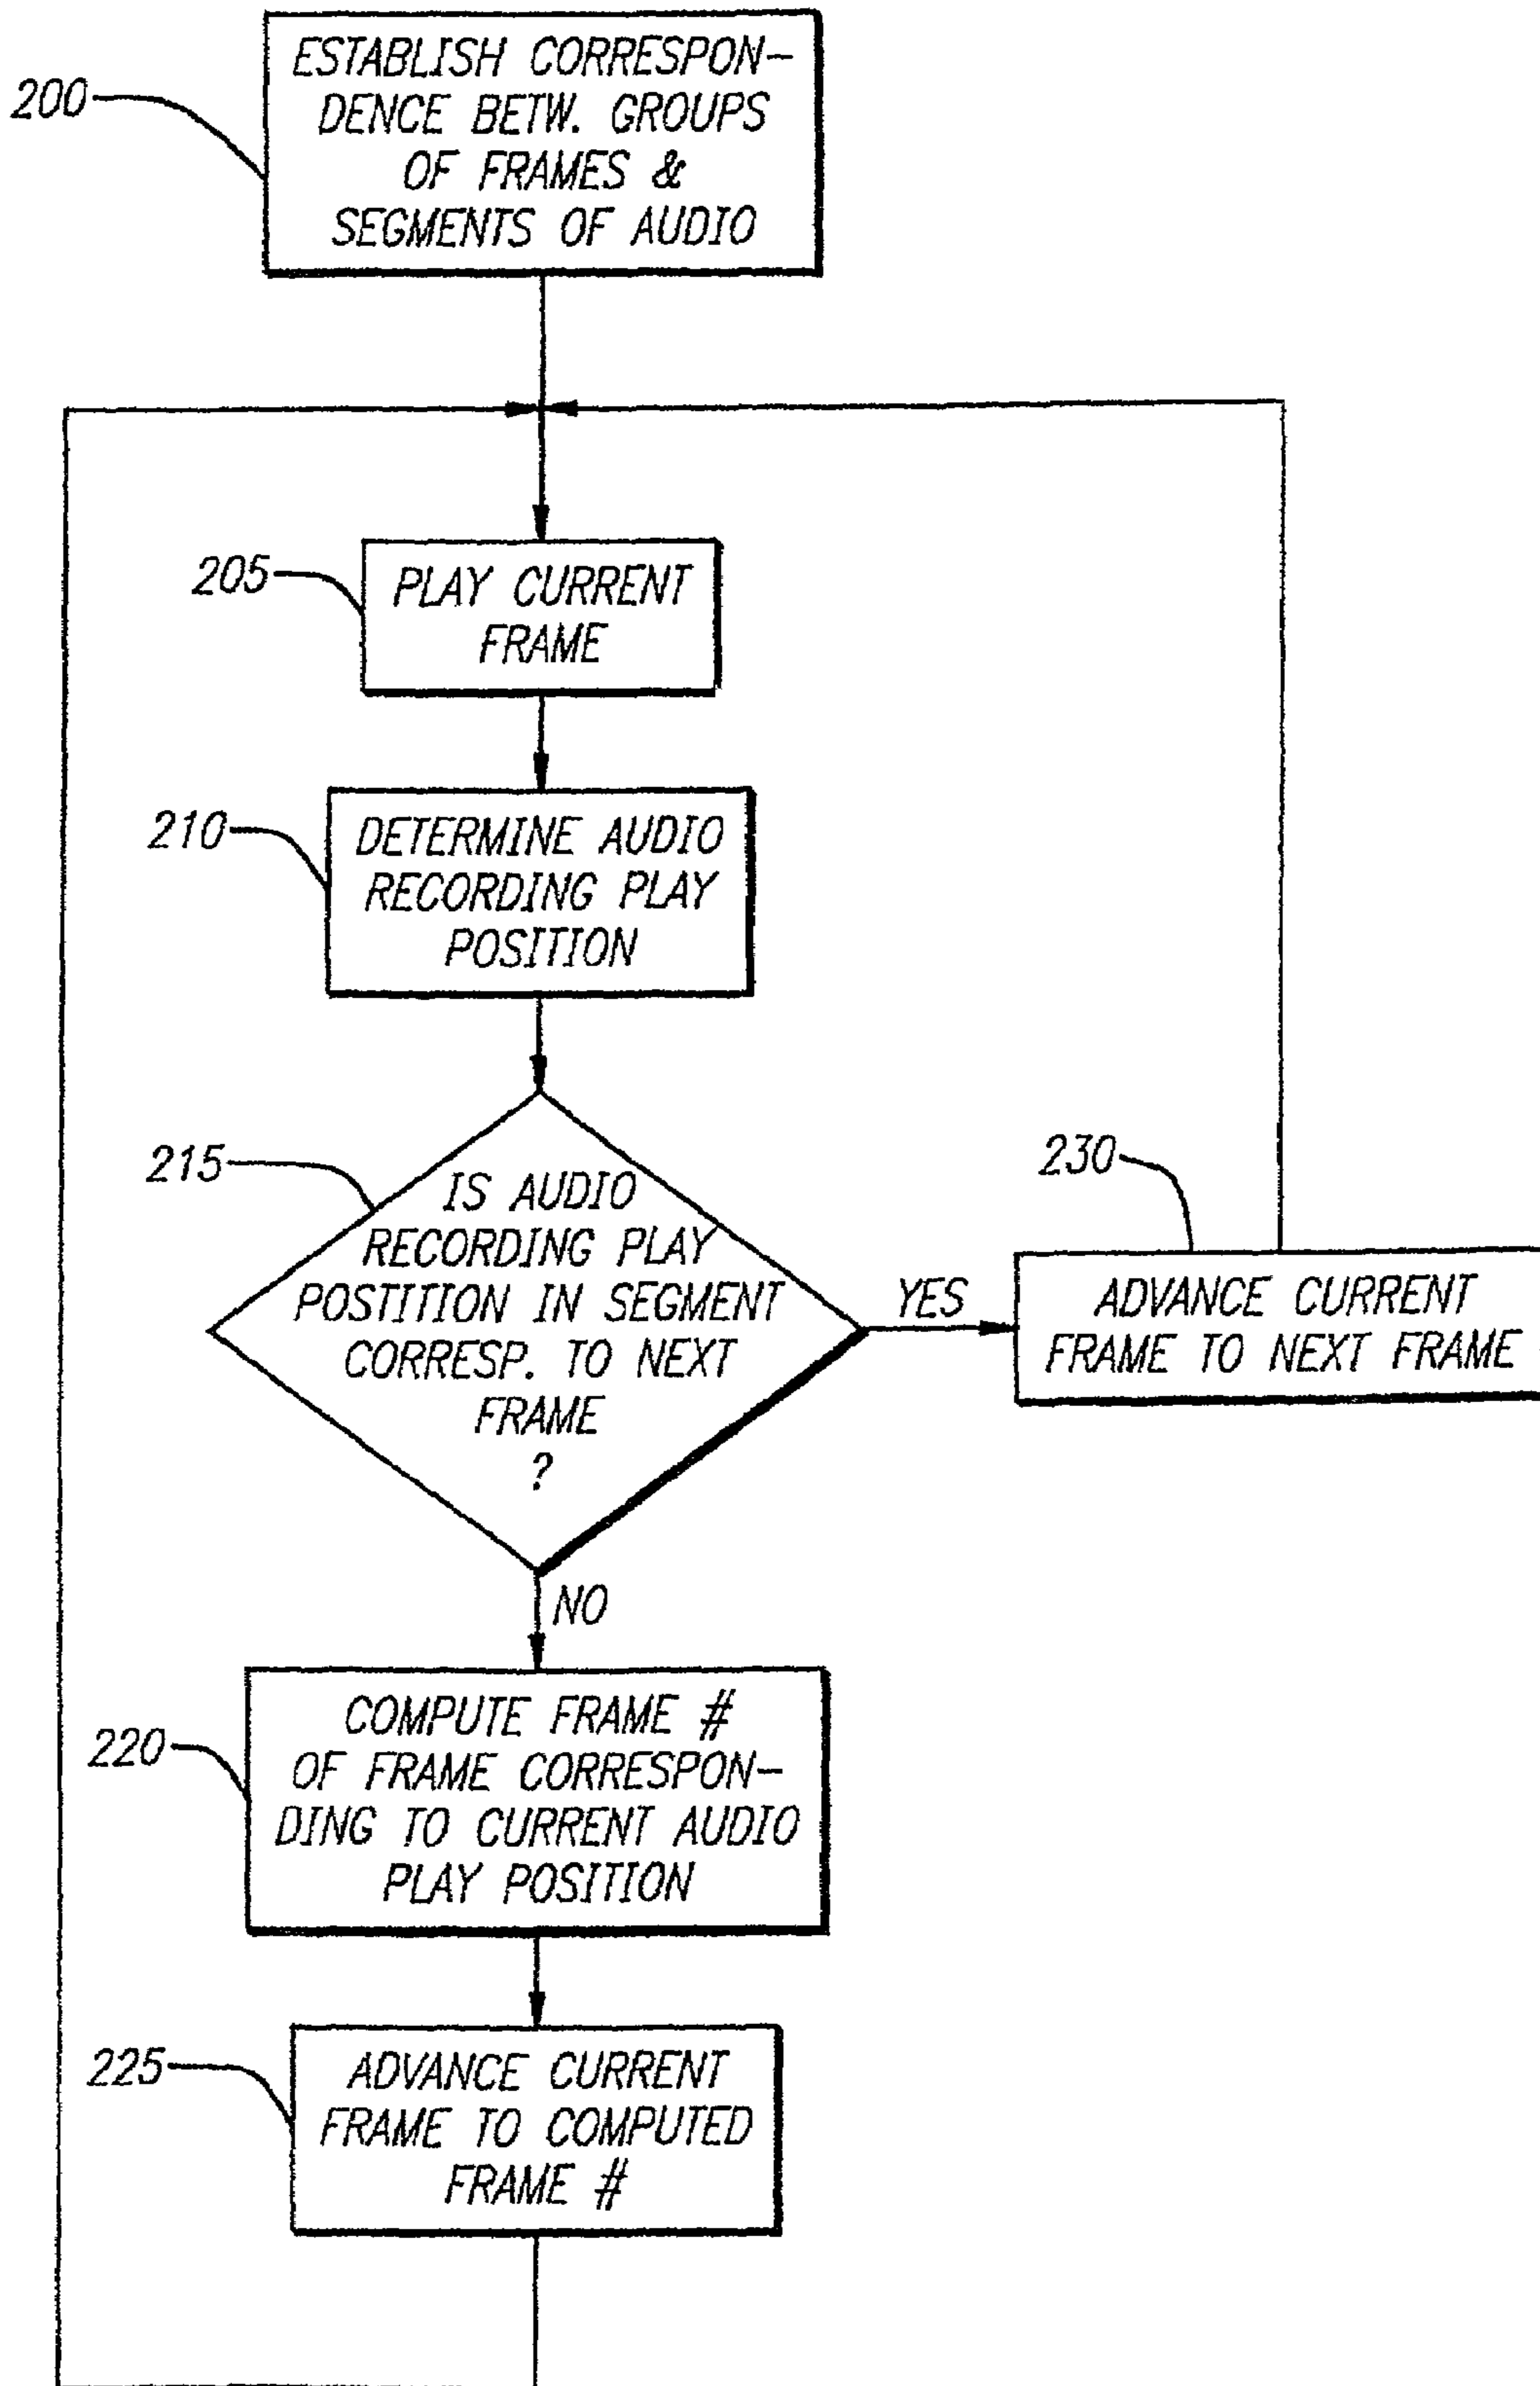 200
ESTABLISH CORRESPON-
DENCE BETW. GROUPS
OF FRAMES &
SEGMENTS OF AUDIO
205
PLAY CURRENT
FRAME
210
DETERMINE AUDIO
RECORDING PLAY
POSITION
215
IS AUDIO
RECORDING PLAY
POSTITION IN SEGMENT
CORRESP. TO NEXT
FRAME
?
YES
230
ADVANCE CURRENT
FRAME TO NEXT FRAME
NO
220
COMPUTE FRAME #
OF FRAME CORRESPON-
DING TO CURRENT AUDIO
PLAY POSITION
225
ADVANCE CURRENT
FRAME TO COMPUTED
FRAME #